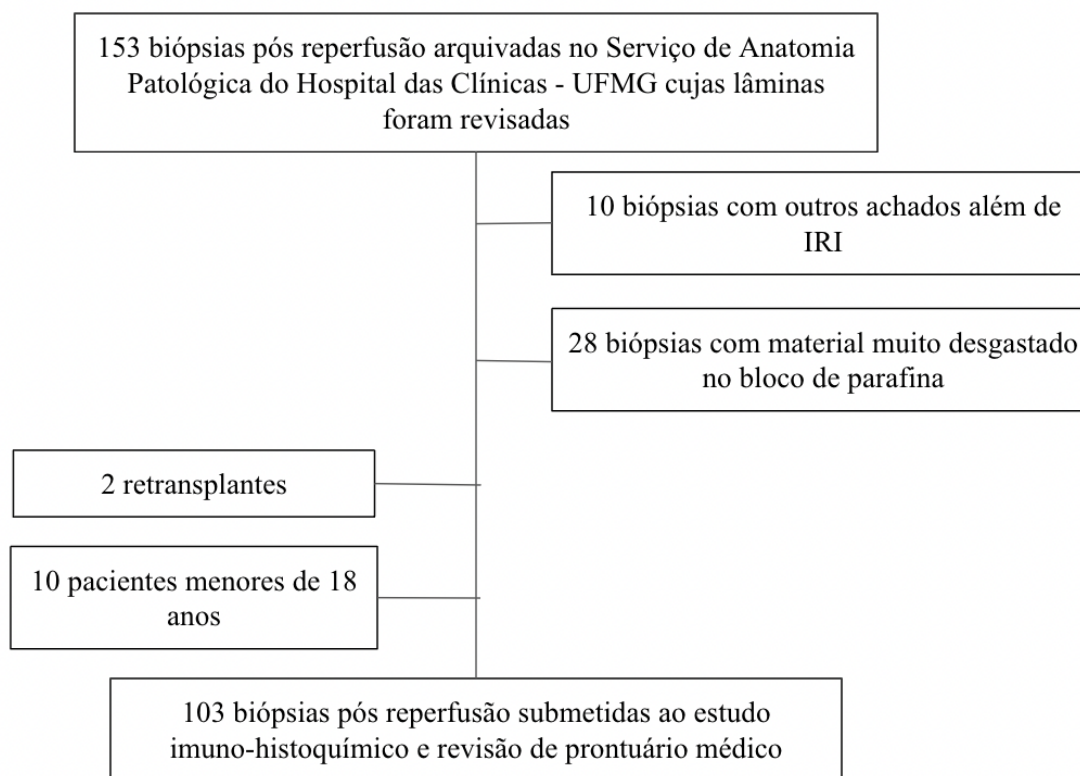 153 biópsias pós reperfusão arquivadas no Serviço de Anatomia
Patológica do Hospital das Clínicas - UFMG cujas lâminas
foram revisadas
10 biópsias com outros achados além de
IRI
28 biópsias com material muito desgastado
no bloco de parafina
2 retransplantes
10 pacientes menores de 18
anos
103 biópsias pós reperfusão submetidas ao estudo
imuno-histoquímico e revisão de prontuário médico